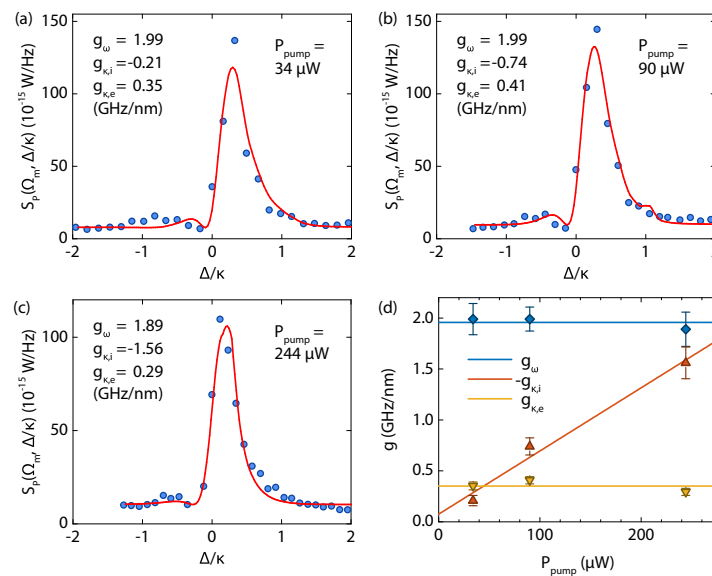 (a)
150
100
50
0
g_ω = 1.99
g_κ,i = -0.21
g_κ,e = 0.35
(GHz/nm)
P_pump =
34 μW
S_P(Ω_m, Δ/κ) (10⁻¹⁵ W/Hz)
-2 -1 0 1 2
Δ/κ
(b)
150
100
50
0
g_ω = 1.99
g_κ,i = -0.74
g_κ,e = 0.41
(GHz/nm)
P_pump =
90 μW
S_P(Ω_m, Δ/κ) (10⁻¹⁵ W/Hz)
-2 -1 0 1 2
Δ/κ
(c)
100
50
0
g_ω = 1.89
g_κ,i = -1.56
g_κ,e = 0.29
(GHz/nm)
P_pump =
244 μW
S_P(Ω_m, Δ/κ) (10⁻¹⁵ W/Hz)
-2 -1 0 1 2
Δ/κ
(d)
2.0
1.5
1.0
0.5
0.0
g_ω
-g_κ,i
g_κ,e
g (GHz/nm)
0 100 200
P_pump (μW)